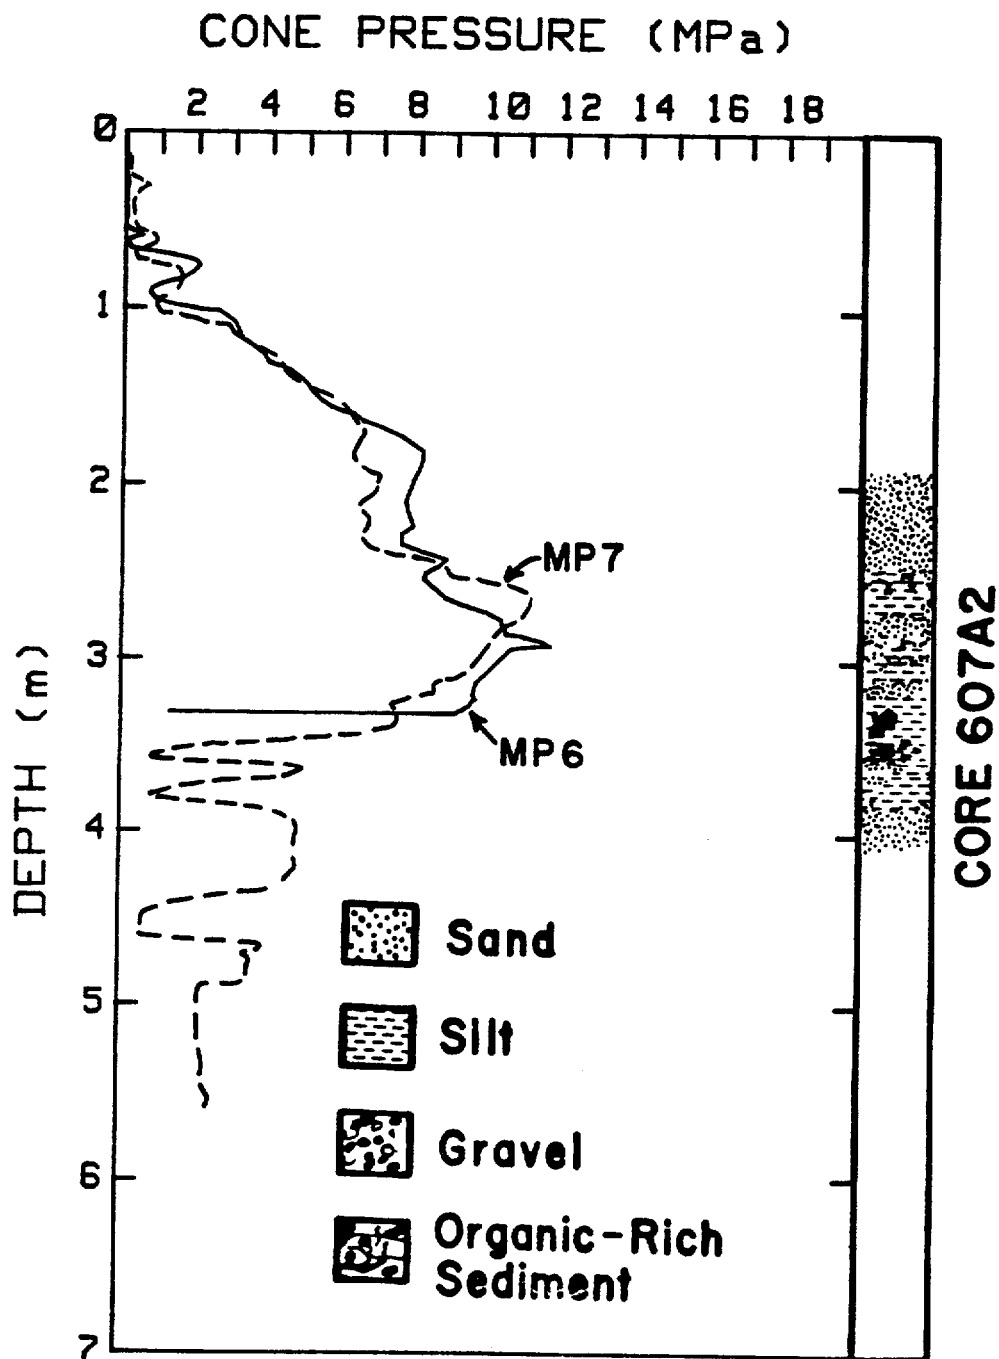 CONE PRESSURE (MPa)
2 4 6 8 10 12 14 16 18
0
1
2
3
4
5
6
7
DEPTH (m)
MP7
MP6
CORE 607A2
Sand
Silt
Gravel
Organic-Rich
Sediment